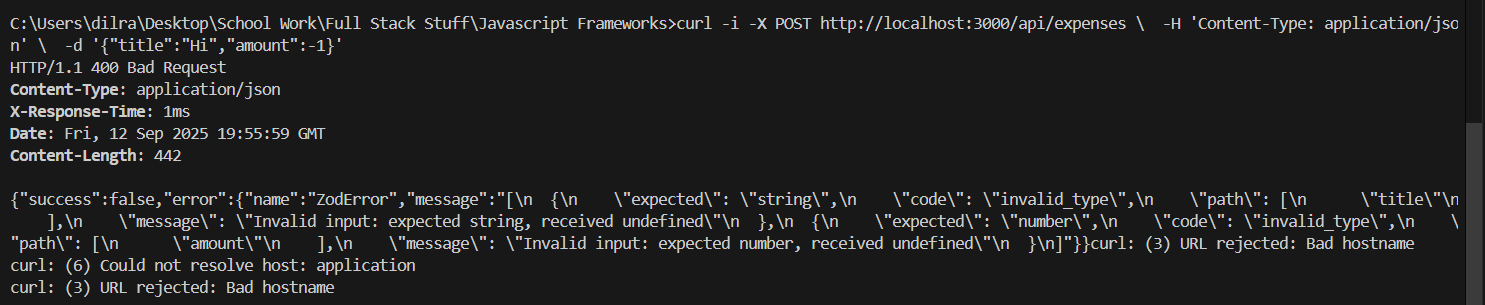 C:\Users\dilra\Desktop\School Work\Full Stack Stuff\Javascript Frameworks>curl -i -X POST http://localhost:3000/api/expenses \  -H 'Content-Type: application/jso
n' \  -d '{"title":"Hi","amount":-1}'
HTTP/1.1 400 Bad Request
Content-Type: application/json
X-Response-Time: 1ms
Date: Fri, 12 Sep 2025 19:55:59 GMT
Content-Length: 442

{"success":false,"error":{"name":"ZodError","message":"[\n  {\n    \"expected\": \"string\",\n    \"code\": \"invalid_type\",\n    \"path\": [\n      \"title\"\n
    ],\n    \"message\": \"Invalid input: expected string, received undefined\"\n  },\n  {\n    \"expected\": \"number\",\n    \"code\": \"invalid_type\",\n    \
"path\": [\n      \"amount\"\n    ],\n    \"message\": \"Invalid input: expected number, received undefined\"\n  }\n]"}}curl: (3) URL rejected: Bad hostname
curl: (6) Could not resolve host: application
curl: (3) URL rejected: Bad hostname